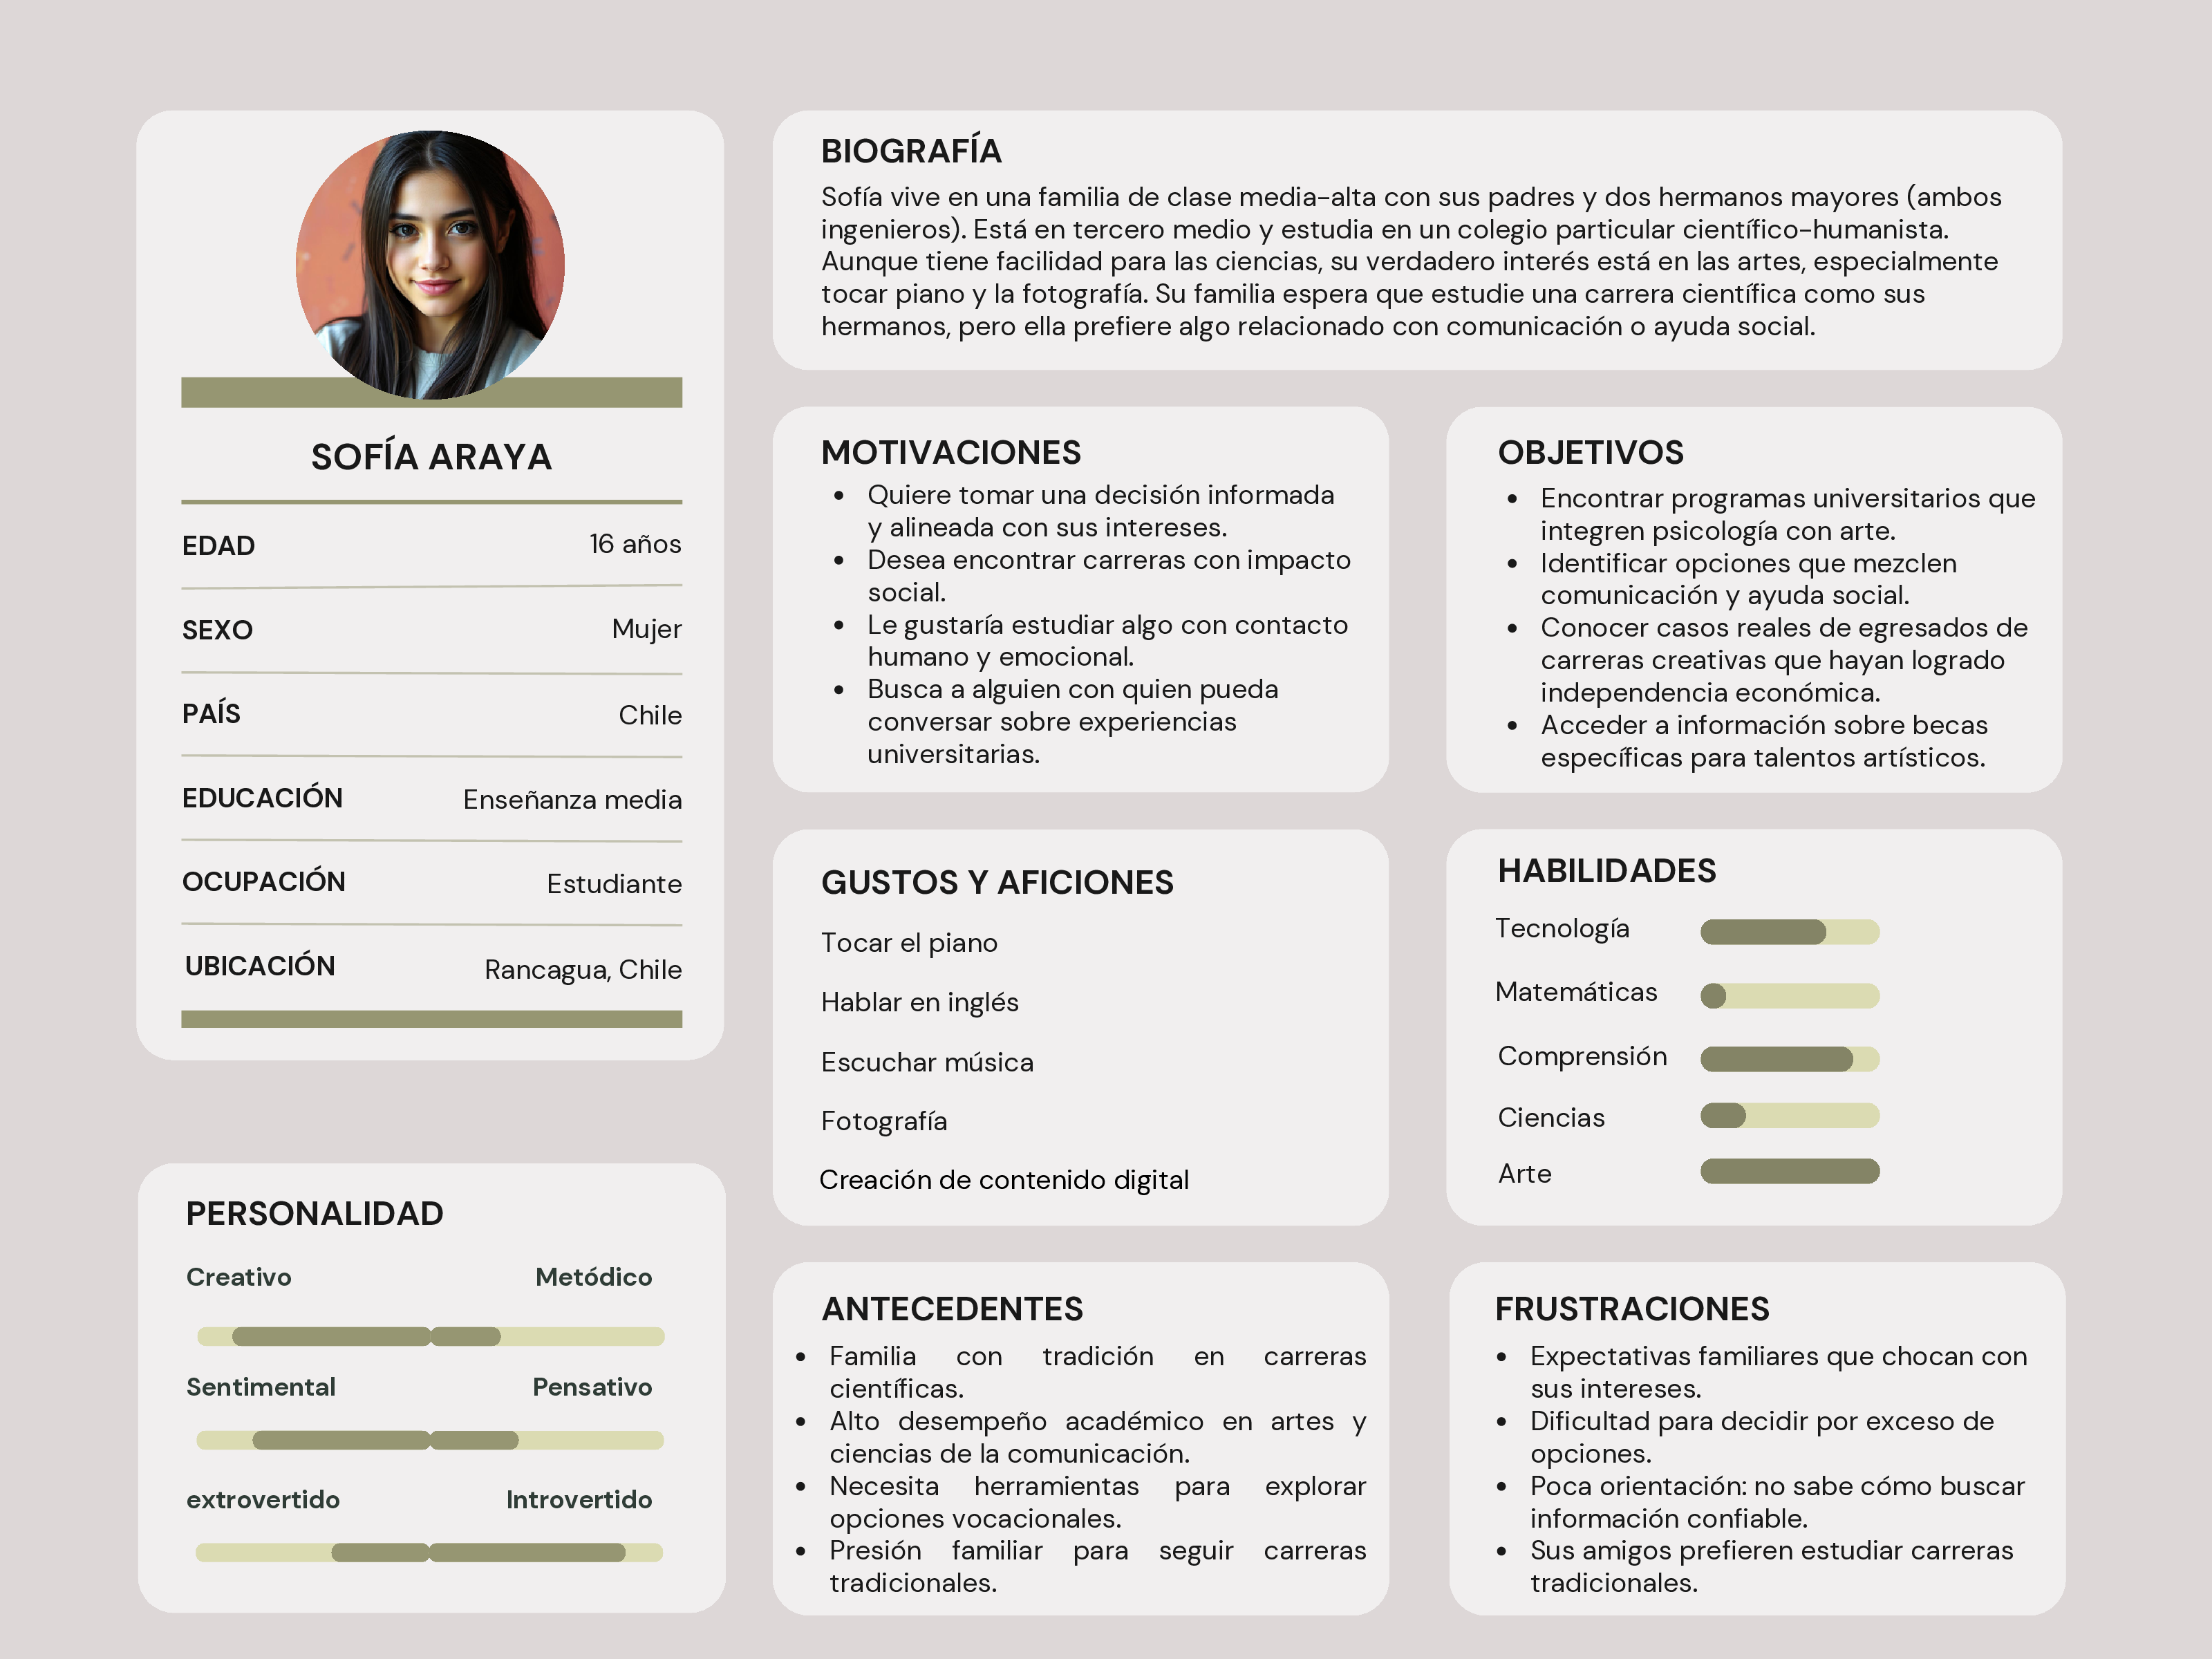 SOFÍA ARAYA
EDAD 16 años
SEXO Mujer
PAÍS Chile
EDUCACIÓN Enseñanza media
OCUPACIÓN Estudiante
UBICACIÓN Rancagua, Chile
PERSONALIDAD
Creativo Metódico
Sentimental Pensativo
extrovertido Introvertido
BIOGRAFÍA
Sofía vive en una familia de clase media-alta con sus padres y dos hermanos mayores (ambos
ingenieros). Está en tercero medio y estudia en un colegio particular científico-humanista.
Aunque tiene facilidad para las ciencias, su verdadero interés está en las artes, especialmente
tocar piano y la fotografía. Su familia espera que estudie una carrera científica como sus
hermanos, pero ella prefiere algo relacionado con comunicación o ayuda social.
MOTIVACIONES
• Quiere tomar una decisión informada
y alineada con sus intereses.
• Desea encontrar carreras con impacto
social.
• Le gustaría estudiar algo con contacto
humano y emocional.
• Busca a alguien con quien pueda
conversar sobre experiencias
universitarias.
OBJETIVOS
• Encontrar programas universitarios que
integren psicología con arte.
• Identificar opciones que mezclen
comunicación y ayuda social.
• Conocer casos reales de egresados de
carreras creativas que hayan logrado
independencia económica.
• Acceder a información sobre becas
específicas para talentos artísticos.
GUSTOS Y AFICIONES
Tocar el piano
Hablar en inglés
Escuchar música
Fotografía
Creación de contenido digital
HABILIDADES
Tecnología
Matemáticas
Comprensión
Ciencias
Arte
ANTECEDENTES
• Familia con tradición en carreras
científicas.
• Alto desempeño académico en artes y
ciencias de la comunicación.
• Necesita herramientas para explorar
opciones vocacionales.
• Presión familiar para seguir carreras
tradicionales.
FRUSTRACIONES
• Expectativas familiares que chocan con
sus intereses.
• Dificultad para decidir por exceso de
opciones.
• Poca orientación: no sabe cómo buscar
información confiable.
• Sus amigos prefieren estudiar carreras
tradicionales.